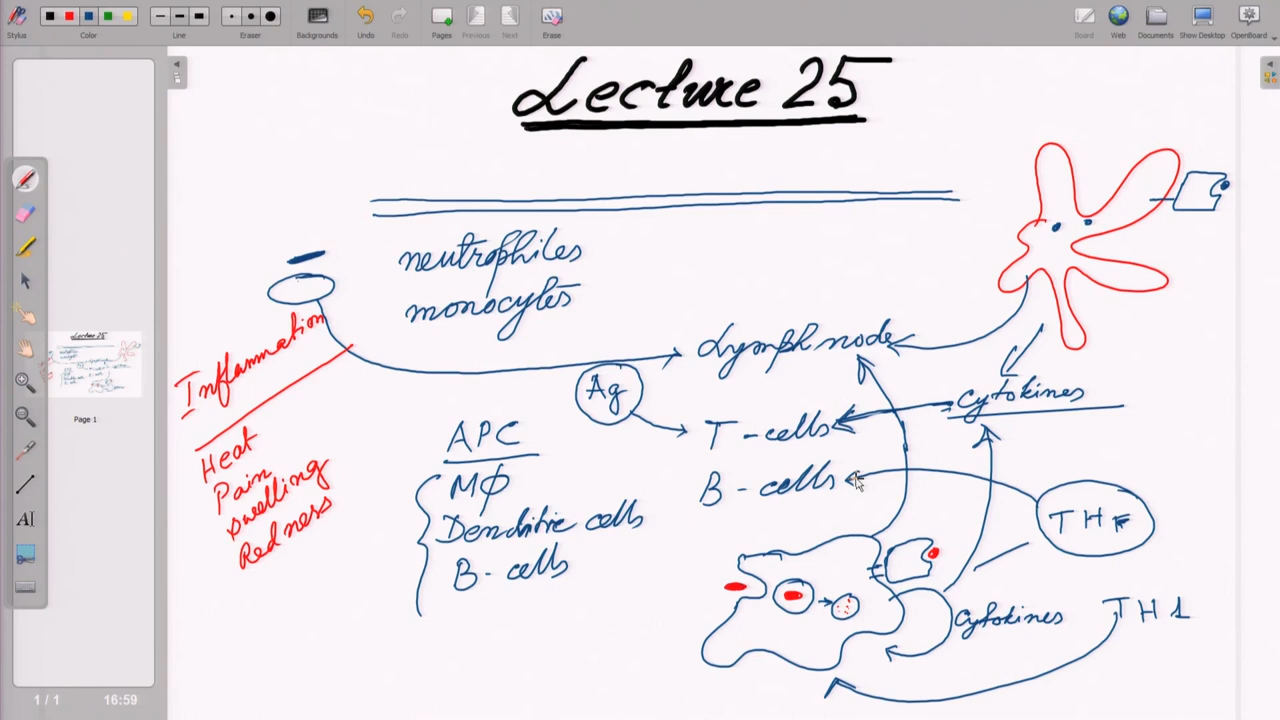 Stylus
Color
Line
Eraser
Backgrounds
Undo
Redo
Pages
Previous
Next
Erase
Board
Web
Documents
Show Desktop
OpenBoard
Lecture 25
neutrophiles
monocytes
Inflammation
Heat
Pain
Swelling
Redness
Lymph node
Ag
T-cells
B-cells
cytokines
APC
Mϕ
Dendritic cells
B-cells
THF
Cytokines
TH1
Page 1
1 / 1
16:59